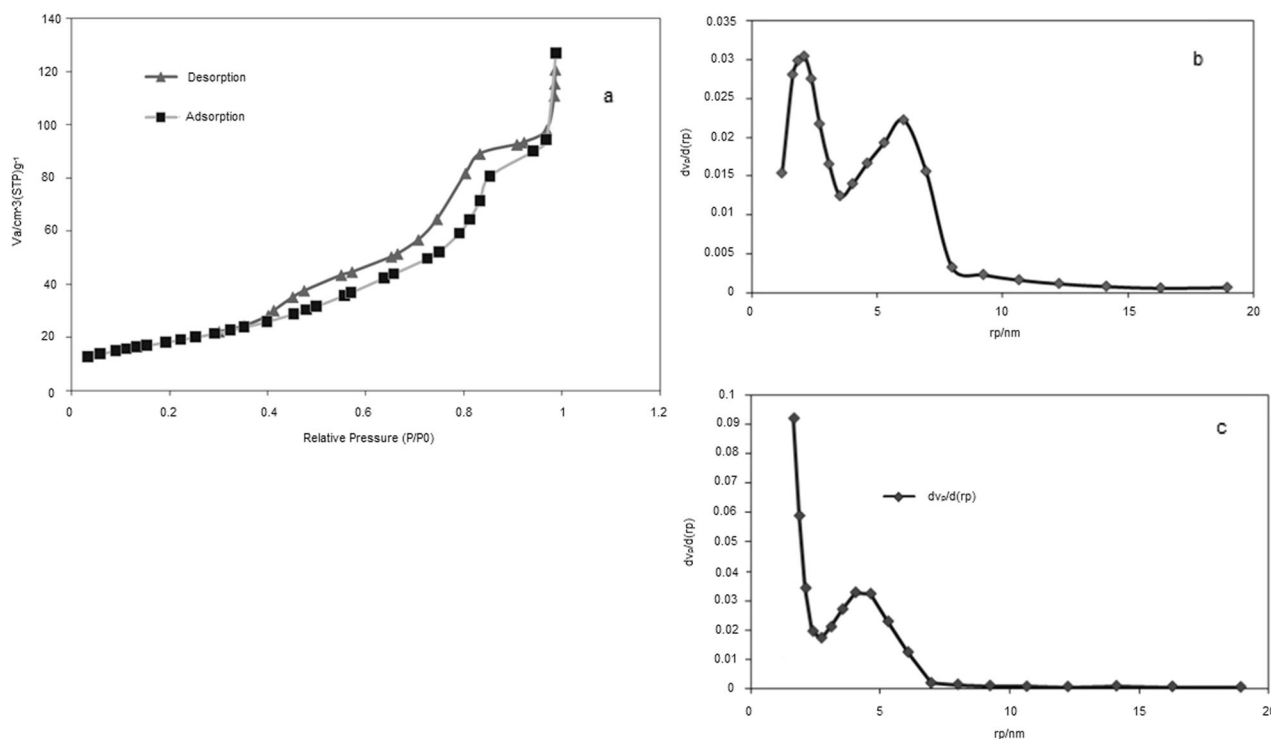 140
120
100
80
60
40
20
0
Va/cm^3(STP)g⁻¹
Desorption
Adsorption
a
0 0.2 0.4 0.6 0.8 1 1.2
Relative Pressure (P/P0)
0.035
0.03
0.025
0.02
0.015
0.01
0.005
0
dvₚ/d(rp)
b
0 5 10 15 20
rp/nm
0.1
0.09
0.08
0.07
0.06
0.05
0.04
0.03
0.02
0.01
0
dvₚ/d(rp)
c
dvₚ/d(rp)
0 5 10 15 20
rp/nm